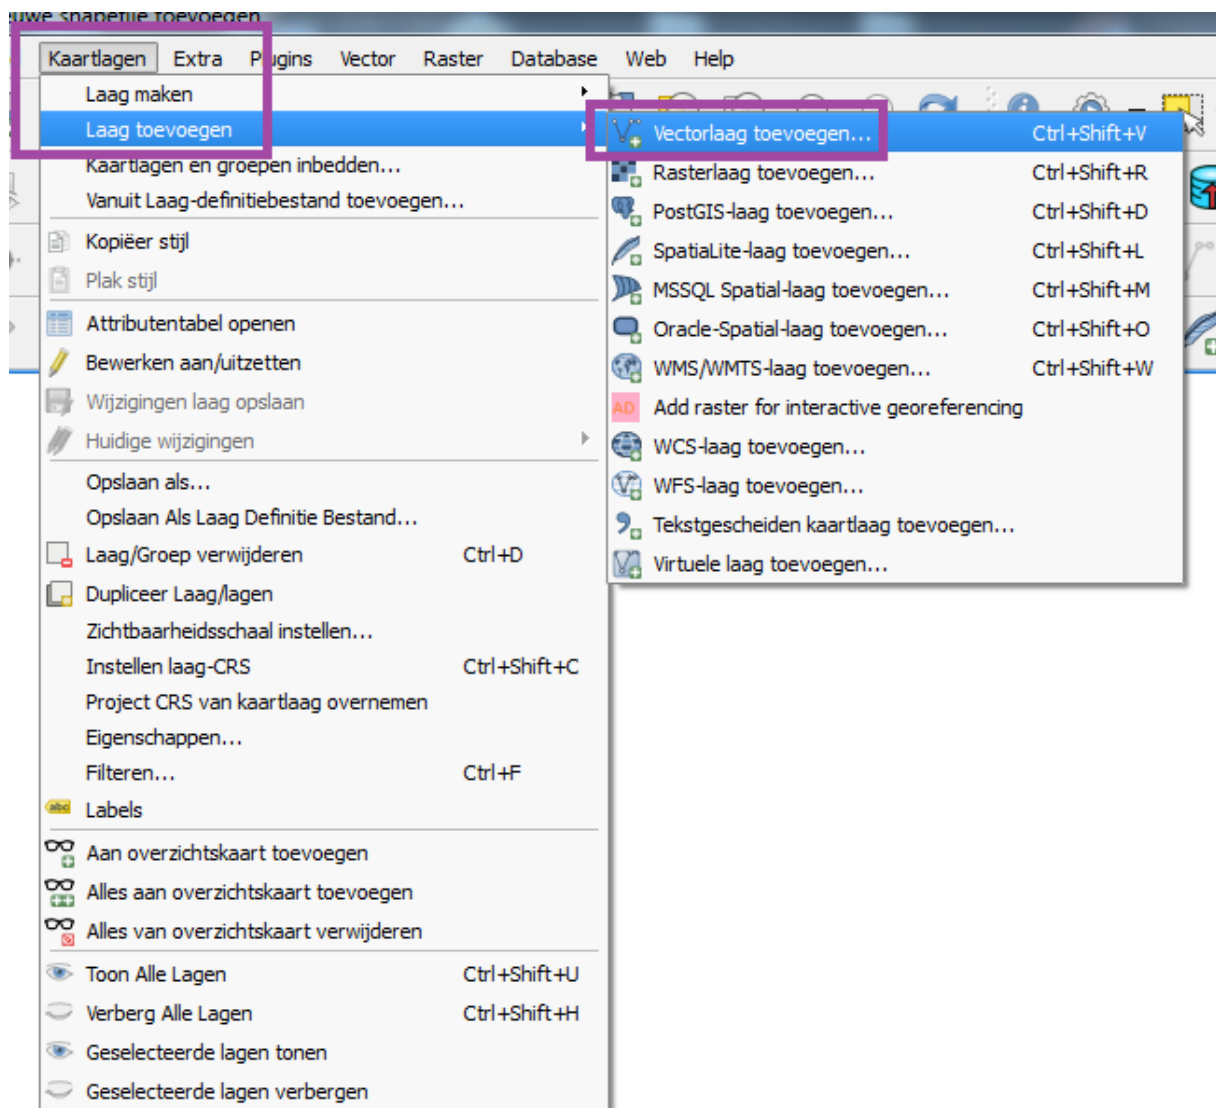 euwe shapefile toevoegen
Kaartlagen Extra Plugins Vector Raster Database Web Help
Laag maken
Laag toevoegen
Kaartlagen en groepen inbedden...
Vanuit Laag-definitiebestand toevoegen...
Kopiëer stijl
Plak stijl
Attributentabel openen
Bewerken aan/uitzetten
Wijzigingen laag opslaan
Huidige wijzigingen
Opslaan als...
Opslaan Als Laag Definitie Bestand...
Laag/Groep verwijderen Ctrl+D
Dupliceer Laag/lagen
Zichtbaarheidsschaal instellen...
Instellen laag-CRS Ctrl+Shift+C
Project CRS van kaartlaag overnemen
Eigenschappen...
Filteren... Ctrl+F
abc Labels
Aan overzichtskaart toevoegen
Alles aan overzichtskaart toevoegen
Alles van overzichtskaart verwijderen
Toon Alle Lagen Ctrl+Shift+U
Verberg Alle Lagen Ctrl+Shift+H
Geselecteerde lagen tonen
Geselecteerde lagen verbergen
Vectorlaag toevoegen... Ctrl+Shift+V
Rasterlaag toevoegen... Ctrl+Shift+R
PostGIS-laag toevoegen... Ctrl+Shift+D
SpatiaLite-laag toevoegen... Ctrl+Shift+L
MSSQL Spatial-laag toevoegen... Ctrl+Shift+M
Oracle-Spatial-laag toevoegen... Ctrl+Shift+O
WMS/WMTS-laag toevoegen... Ctrl+Shift+W
AD Add raster for interactive georeferencing
WCS-laag toevoegen...
WFS-laag toevoegen...
Tekstgescheiden kaartlaag toevoegen...
Virtuele laag toevoegen...